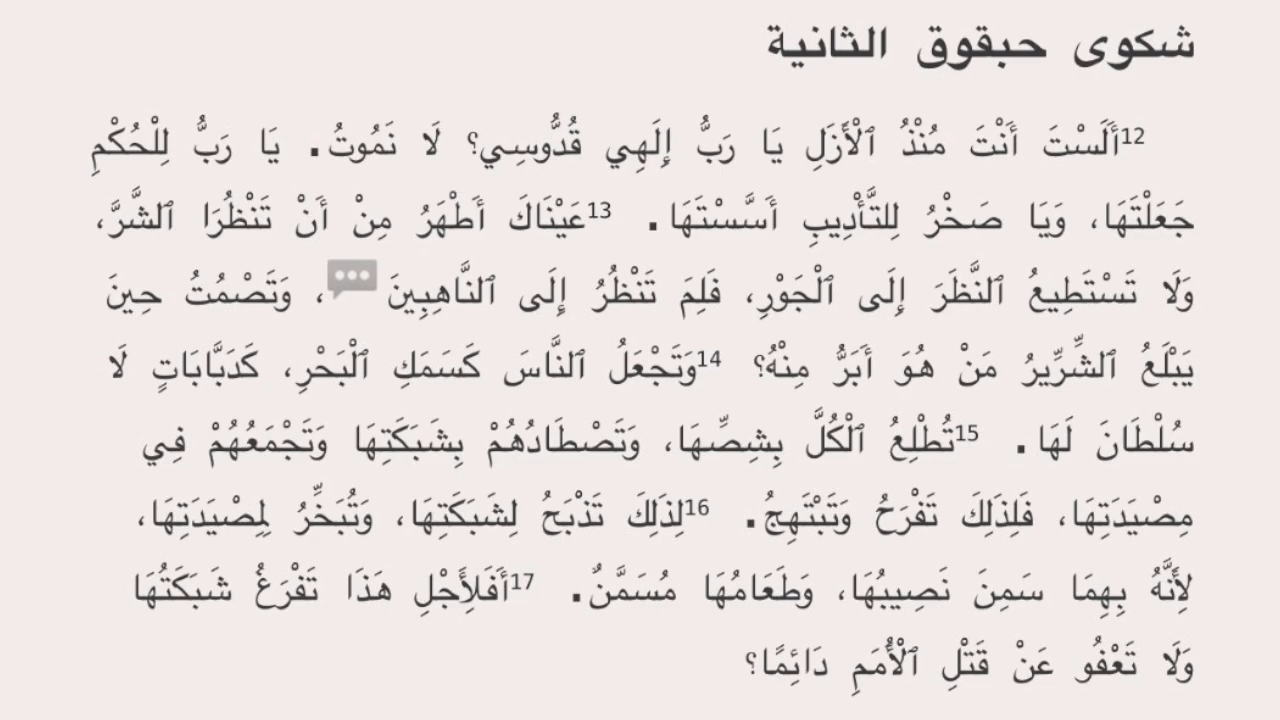 شكوى حبقوق الثانية
12أَلَسْتَ أَنْتَ مُنْذُ ٱلْأَزَلِ يَا رَبُّ إِلَهِي قُدُّوسِي؟ لَا نَمُوتُ. يَا رَبُّ لِلْحُكْمِ
جَعَلْتَهَا، وَيَا صَخْرُ لِلتَّأْدِيبِ أَسَّسْتَهَا. 13عَيْنَاكَ أَطْهَرُ مِنْ أَنْ تَنْظُرَا ٱلشَّرَّ،
وَلَا تَسْتَطِيعُ ٱلنَّظَرَ إِلَى ٱلْجَوْرِ، فَلِمَ تَنْظُرُ إِلَى ٱلنَّاهِبِينَ، وَتَصْمُتُ حِينَ
يَبْلَعُ ٱلشِّرِّيرُ مَنْ هُوَ أَبَرُّ مِنْهُ؟ 14وَتَجْعَلُ ٱلنَّاسَ كَسَمَكِ ٱلْبَحْرِ، كَدَبَّابَاتٍ لَا
سُلْطَانَ لَهَا. 15تُطْلِعُ ٱلْكُلَّ بِشِصِّهَا، وَتَصْطَادُهُمْ بِشَبَكَتِهَا وَتَجْمَعُهُمْ فِي
مِصْيَدَتِهَا، فَلِذَلِكَ تَفْرَحُ وَتَبْتَهِجُ. 16لِذَلِكَ تَذْبَحُ لِشَبَكَتِهَا، وَتُبَخِّرُ لِمِصْيَدَتِهَا،
لِأَنَّهُ بِهِمَا سَمِنَ نَصِيبُهَا، وَطَعَامُهَا مُسَمَّنٌ. 17أَفَلِأَجْلِ هَذَا تَفْرَغُ شَبَكَتُهَا
وَلَا تَعْفُو عَنْ قَتْلِ ٱلْأُمَمِ دَائِمًا؟